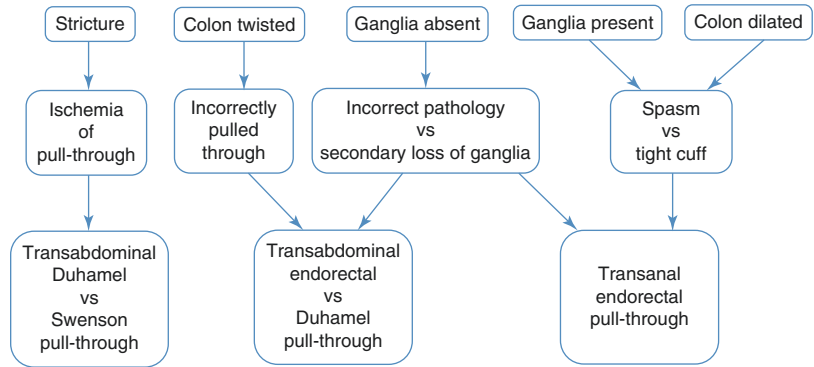 Stricture
Colon twisted
Ganglia absent
Ganglia present
Colon dilated
Ischemia
of
pull-through
Incorrectly
pulled
through
Incorrect pathology
vs
secondary loss of ganglia
Spasm
vs
tight cuff
Transabdominal
Duhamel
vs
Swenson
pull-through
Transabdominal
endorectal
vs
Duhamel
pull-through
Transanal
endorectal
pull-through